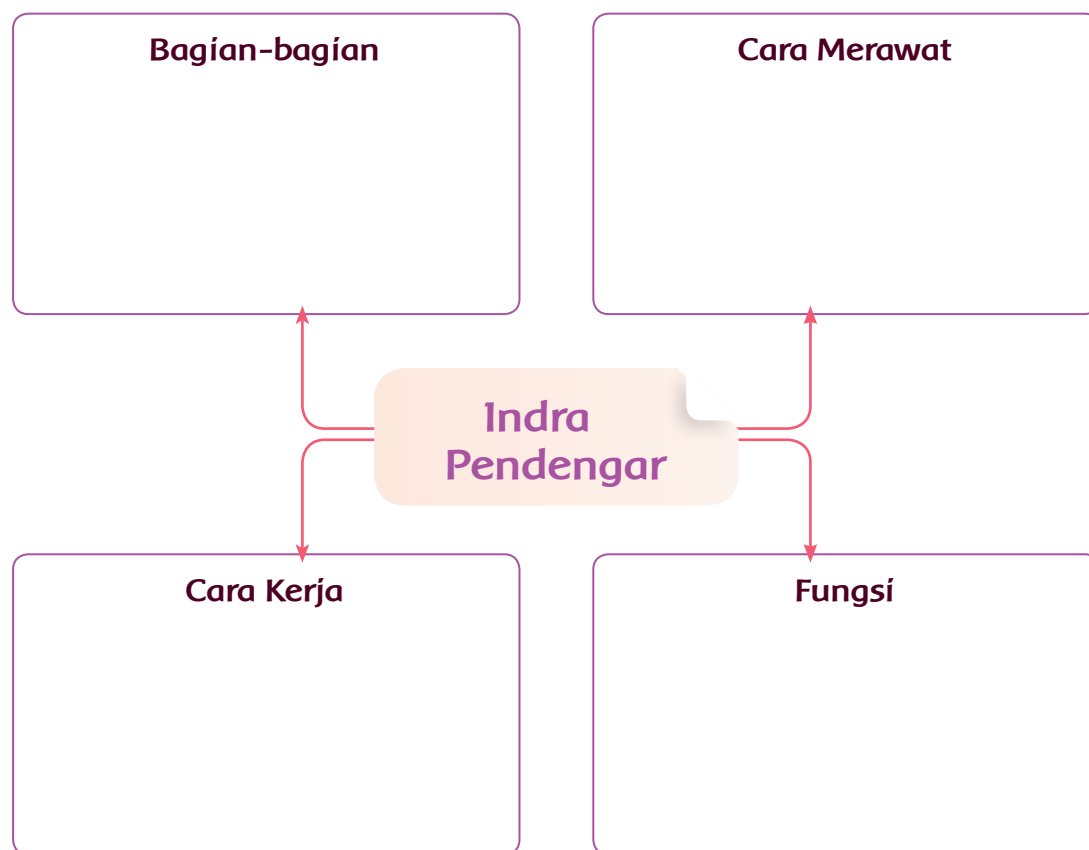 Bagian-bagian
Cara Merawat
Indra
Pendengar
Cara Kerja
Fungsi